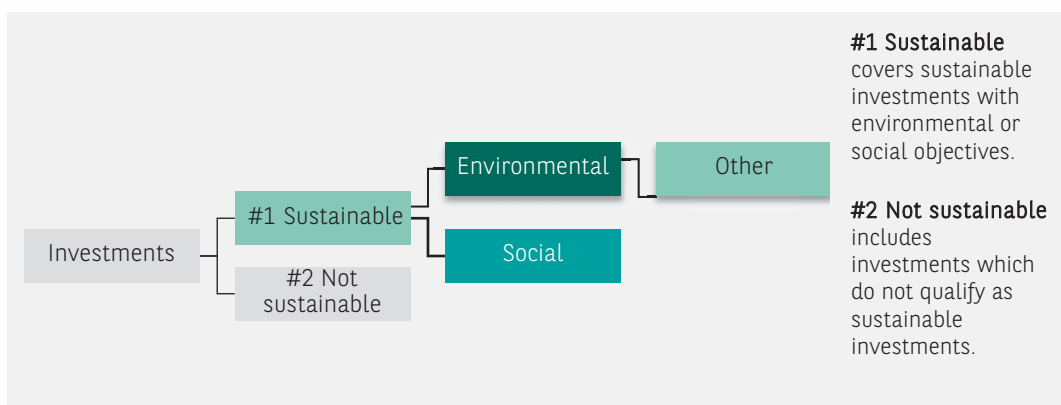 Investments
#1 Sustainable
#2 Not
sustainable
Environmental
Social
Other
#1 Sustainable
covers sustainable
investments with
environmental or
social objectives.
#2 Not sustainable
includes
investments which
do not qualify as
sustainable
investments.